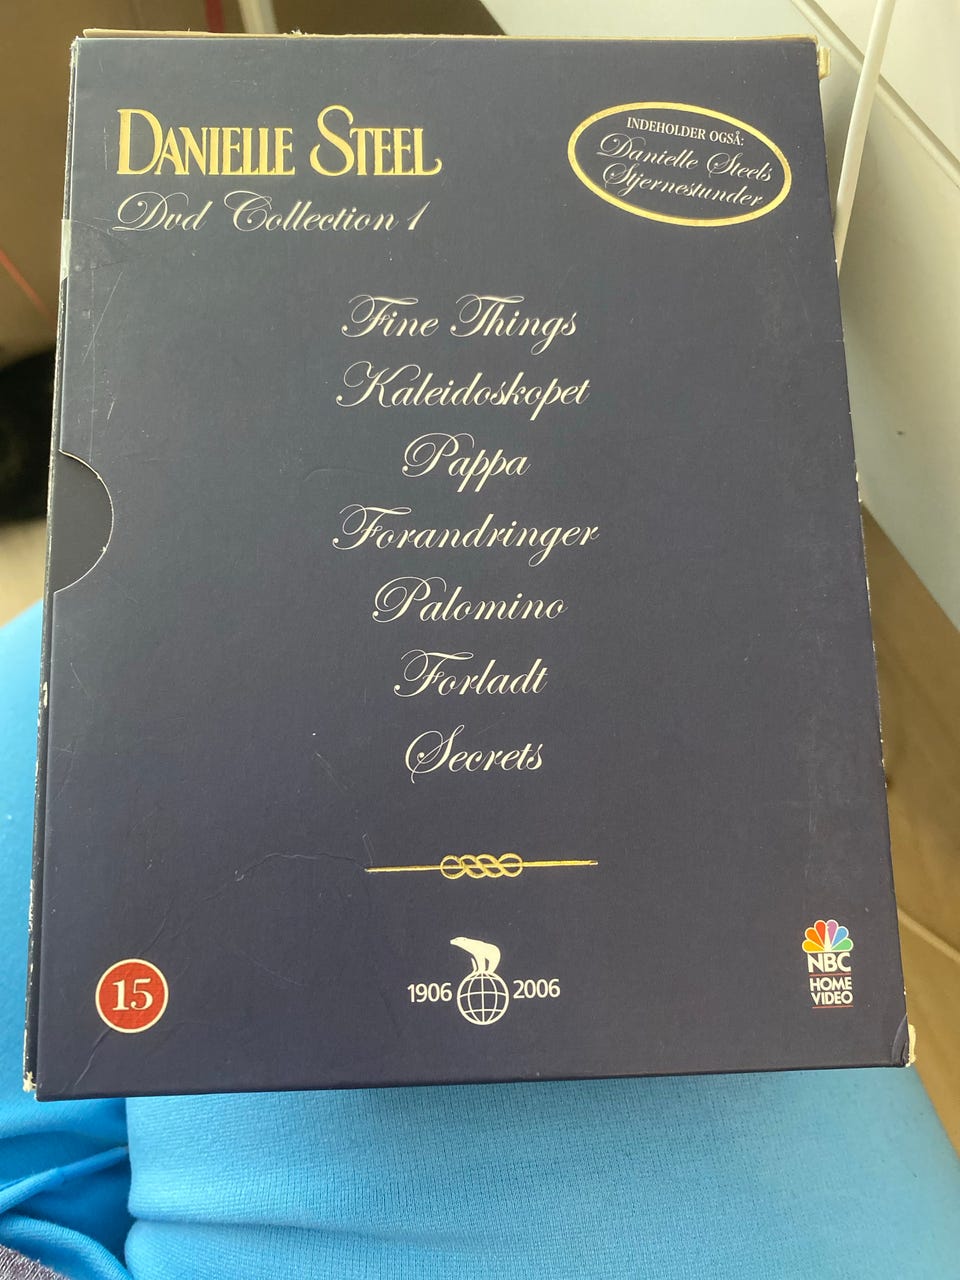 DANIELLE STEEL
Dvd Collection 1
INDEHOLDER OGSÅ:
Danielle Steels
Stjernestunder
Fine Things
Kaleidoskopet
Pappa
Forandringer
Palomino
Forladt
Secrets
15
1906 2006
NBC
HOME
VIDEO